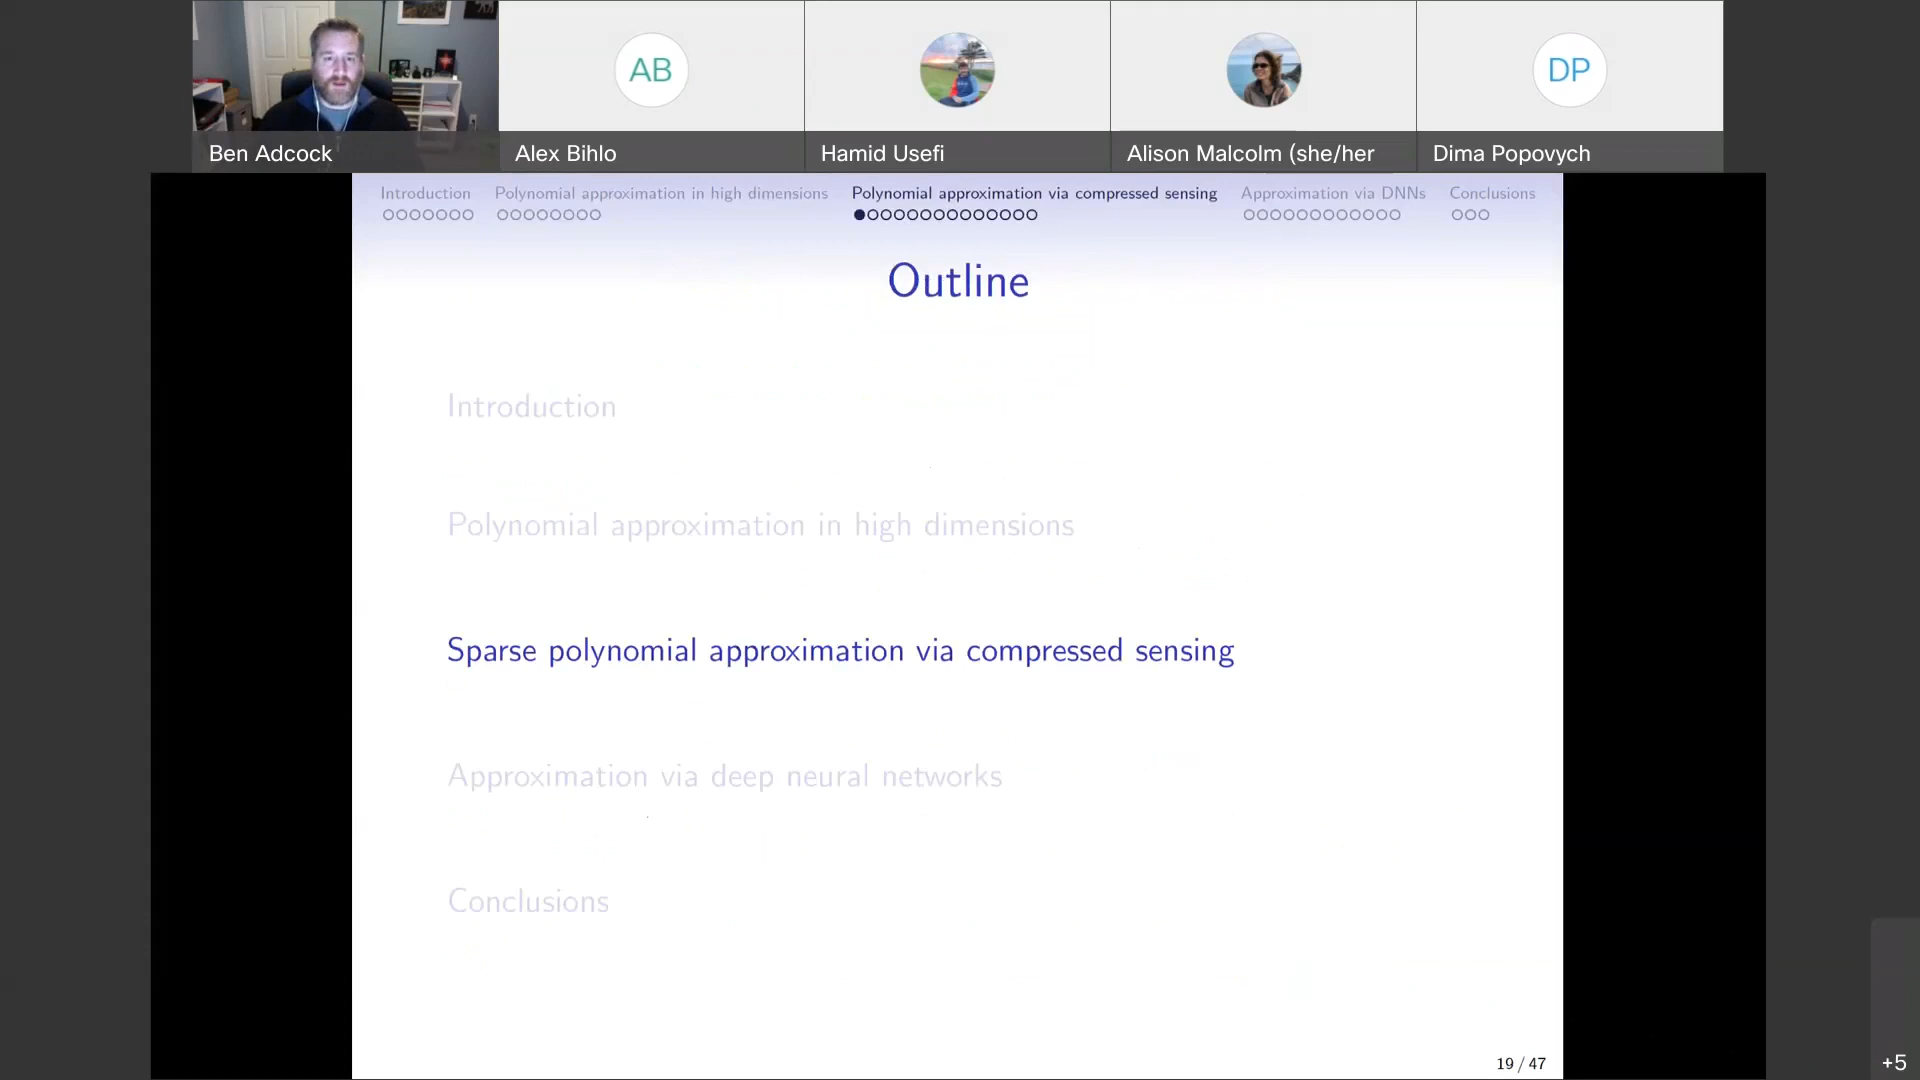 AB
DP
Ben Adcock
Alex Bihlo
Hamid Usefi
Alison Malcolm (she/her
Dima Popovych
Introduction
Polynomial approximation in high dimensions
Polynomial approximation via compressed sensing
Approximation via DNNs
Conclusions
Outline
Introduction
Polynomial approximation in high dimensions
Sparse polynomial approximation via compressed sensing
Approximation via deep neural networks
Conclusions
19 / 47
+5